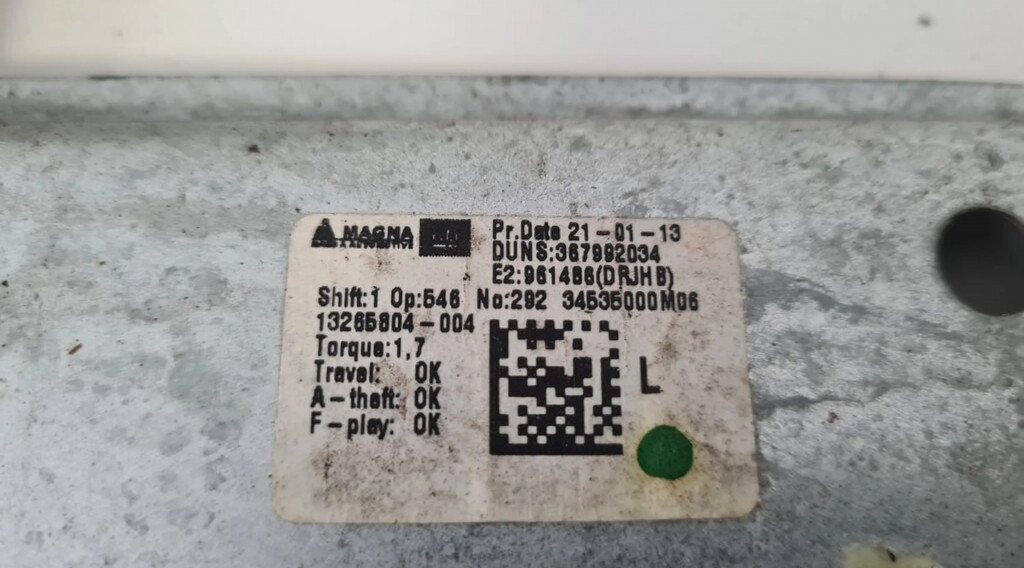 MAGNA
Pr.Date 21-01-13
DUNS:367992034
E2:961486(DRJHB)
Shift:1 Op:546 No:292 34535000M06
13265804-004
Torque:1,7
Travel: OK
A-theft: OK
F-play: OK
L